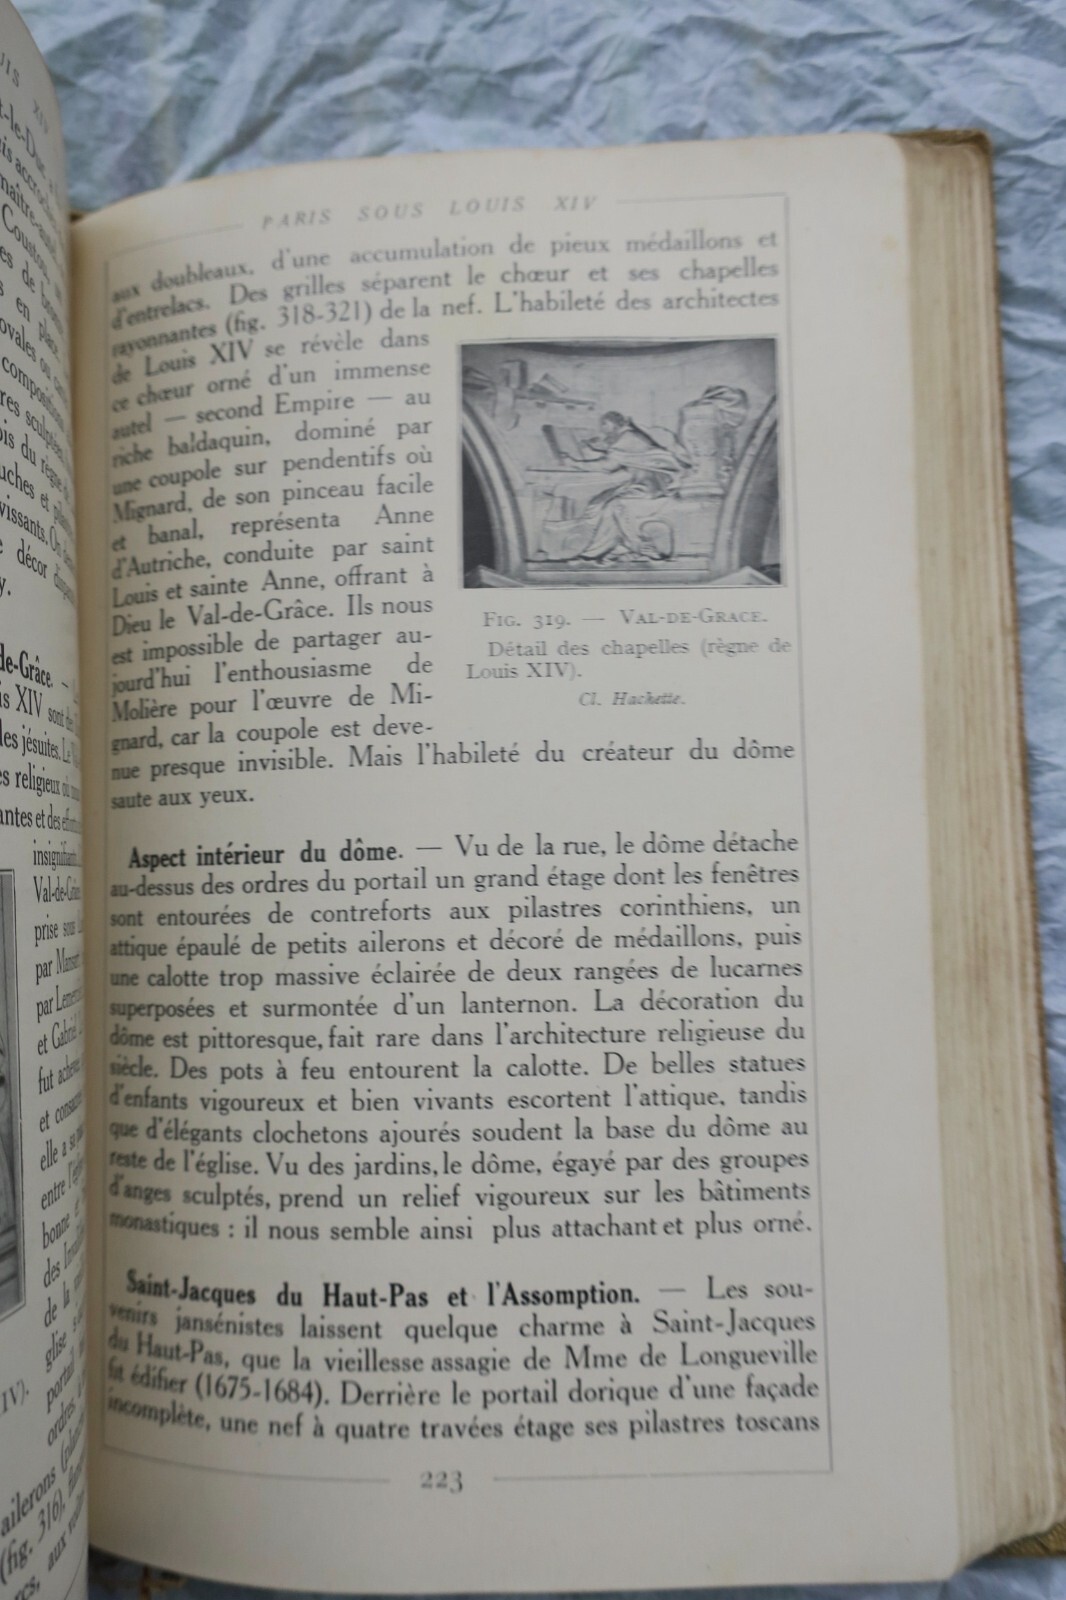 PARIS SOUS LOUIS XIV
aux doubleaux, d'une accumulation de pieux médaillons et
d'entrelacs. Des grilles séparent le chœur et ses chapelles
rayonnantes (fig. 318-321) de la nef. L'habileté des architectes
de Louis XIV se révèle dans
ce chœur orné d'un immense
autel — second Empire — au
riche baldaquin, dominé par
une coupole sur pendentifs où
Mignard, de son pinceau facile
et banal, représenta Anne
d'Autriche, conduite par saint
Louis et sainte Anne, offrant à
Dieu le Val-de-Grâce. Ils nous
est impossible de partager au-
jourd'hui l'enthousiasme de
Molière pour l'œuvre de Mi-
gnard, car la coupole est deve-
nue presque invisible. Mais l'habileté du créateur du dôme
saute aux yeux.
FIG. 319. — VAL-DE-GRACE.
Détail des chapelles (règne de
Louis XIV).
Cl. Hachette.
Aspect intérieur du dôme. — Vu de la rue, le dôme détache
au-dessus des ordres du portail un grand étage dont les fenêtres
sont entourées de contreforts aux pilastres corinthiens, un
attique épaulé de petits ailerons et décoré de médaillons, puis
une calotte trop massive éclairée de deux rangées de lucarnes
superposées et surmontée d'un lanternon. La décoration du
dôme est pittoresque, fait rare dans l'architecture religieuse du
siècle. Des pots à feu entourent la calotte. De belles statues
d'enfants vigoureux et bien vivants escortent l'attique, tandis
que d'élégants clochetons ajourés soudent la base du dôme au
reste de l'église. Vu des jardins, le dôme, égayé par des groupes
d'anges sculptés, prend un relief vigoureux sur les bâtiments
monastiques : il nous semble ainsi plus attachant et plus orné.
Saint-Jacques du Haut-Pas et l'Assomption. — Les sou-
venirs jansénistes laissent quelque charme à Saint-Jacques
du Haut-Pas, que la vieillesse assagie de Mme de Longueville
fit édifier (1675-1684). Derrière le portail dorique d'une façade
incomplète, une nef à quatre travées étage ses pilastres toscans
223